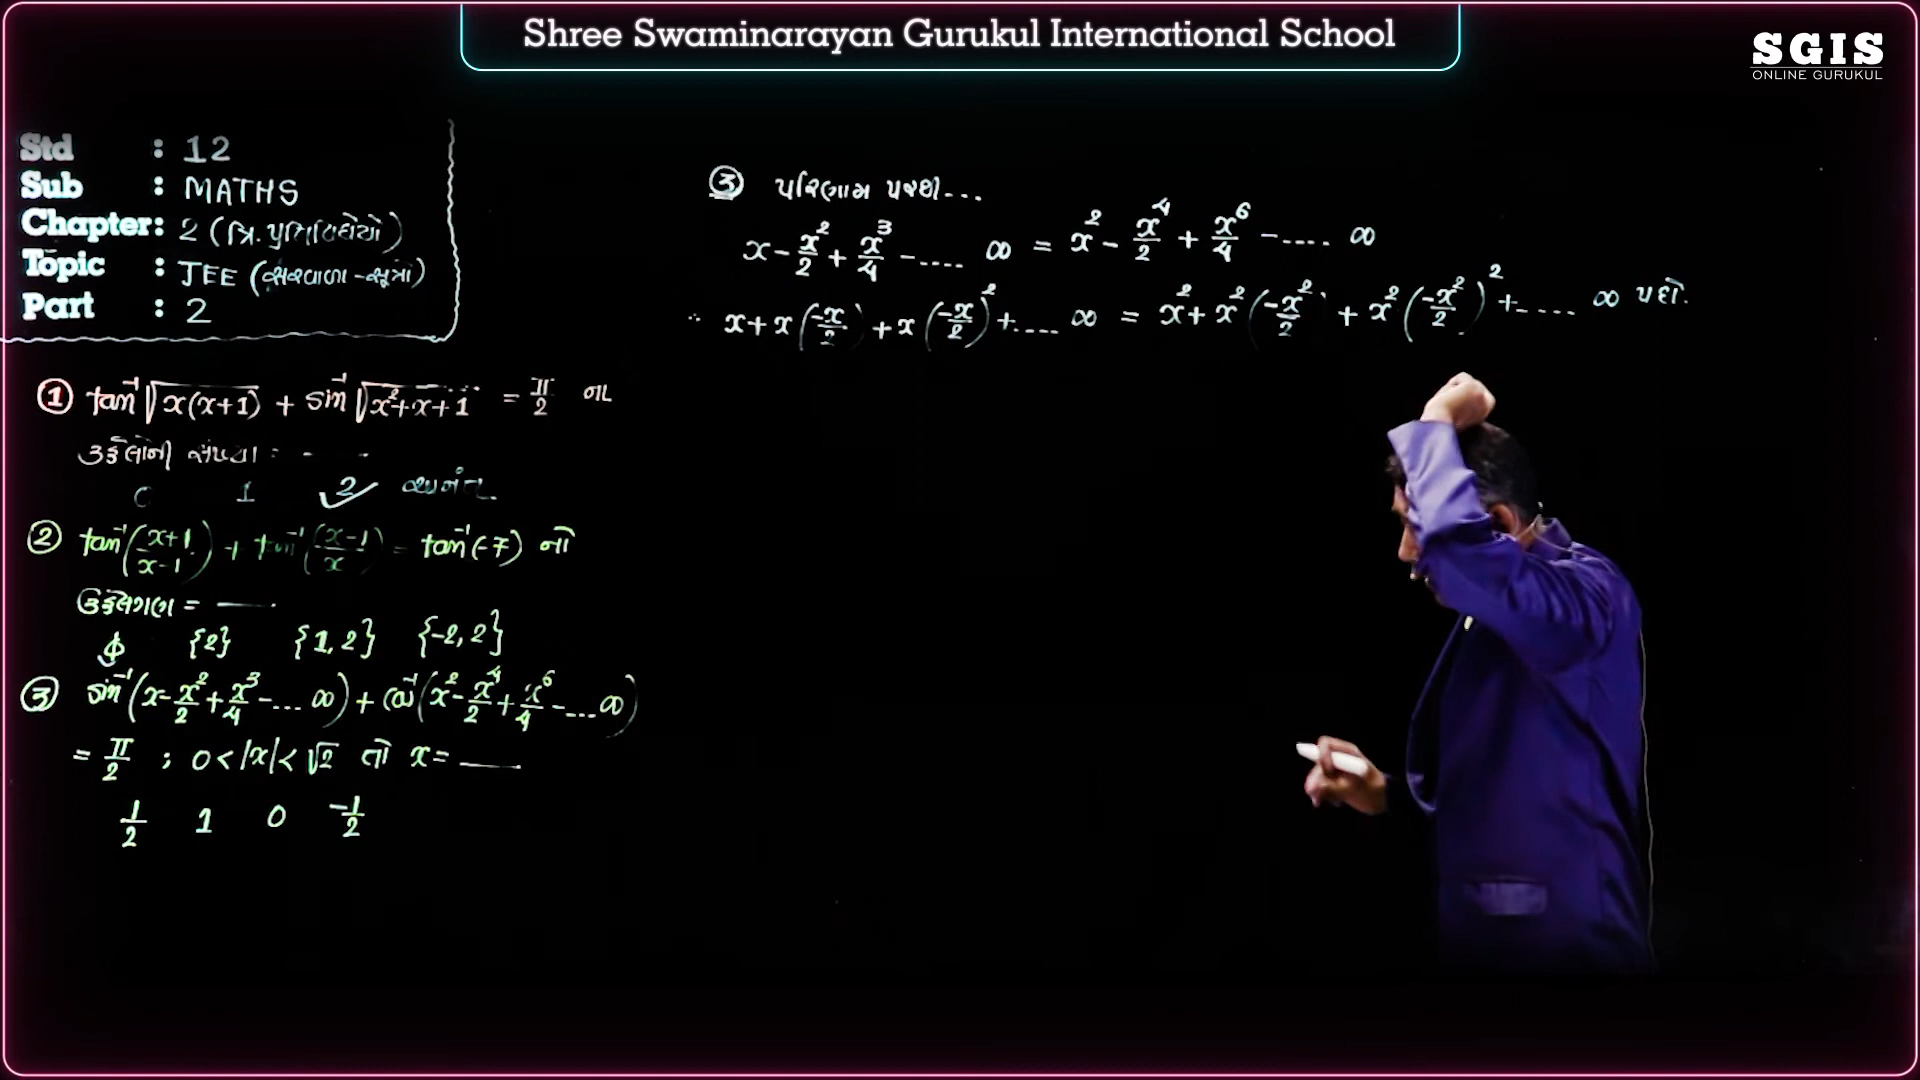 Shree Swaminarayan Gurukul International School
SGIS
ONLINE GURUKUL
Std : 12
Sub : MATHS
Chapter : 2 (ત્રિ. પ્રતિવિધેયો)
Topic : JEE (સરવાળા-સૂત્રો)
Part : 2
① tan⁻¹√x(x+1) + sin⁻¹√x²+x+1 = π/2 ના
ઉકેલોની સંખ્યા = ----
0 1 2 ✓ અનંત
② tan⁻¹((x+1)/(x-1)) + tan⁻¹((x-1)/x) = tan⁻¹(-7) નો
ઉકેલગણ = ----
ϕ {2} {1, 2} {-2, 2}
③ sin⁻¹(x - x²/2 + x³/4 - .... ∞) + cos⁻¹(x² - x⁴/2 + x⁶/4 - .... ∞)
= π/2 ; 0 < |x| < √2 તો x = ----
1/2 1 0 -1/2
③ પરિણામ પરથી...
x - x²/2 + x³/4 - .... ∞ = x² - x⁴/2 + x⁶/4 - .... ∞
∴ x + x(-x/2) + x(-x/2)² + .... ∞ = x² + x²(-x²/2) + x²(-x²/2)² + .... ∞ પદો.